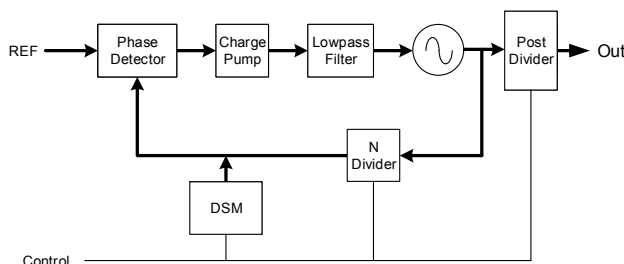 REF
Phase
Detector
Charge
Pump
Lowpass
Filter
Post
Divider
Out
N
Divider
DSM
Control